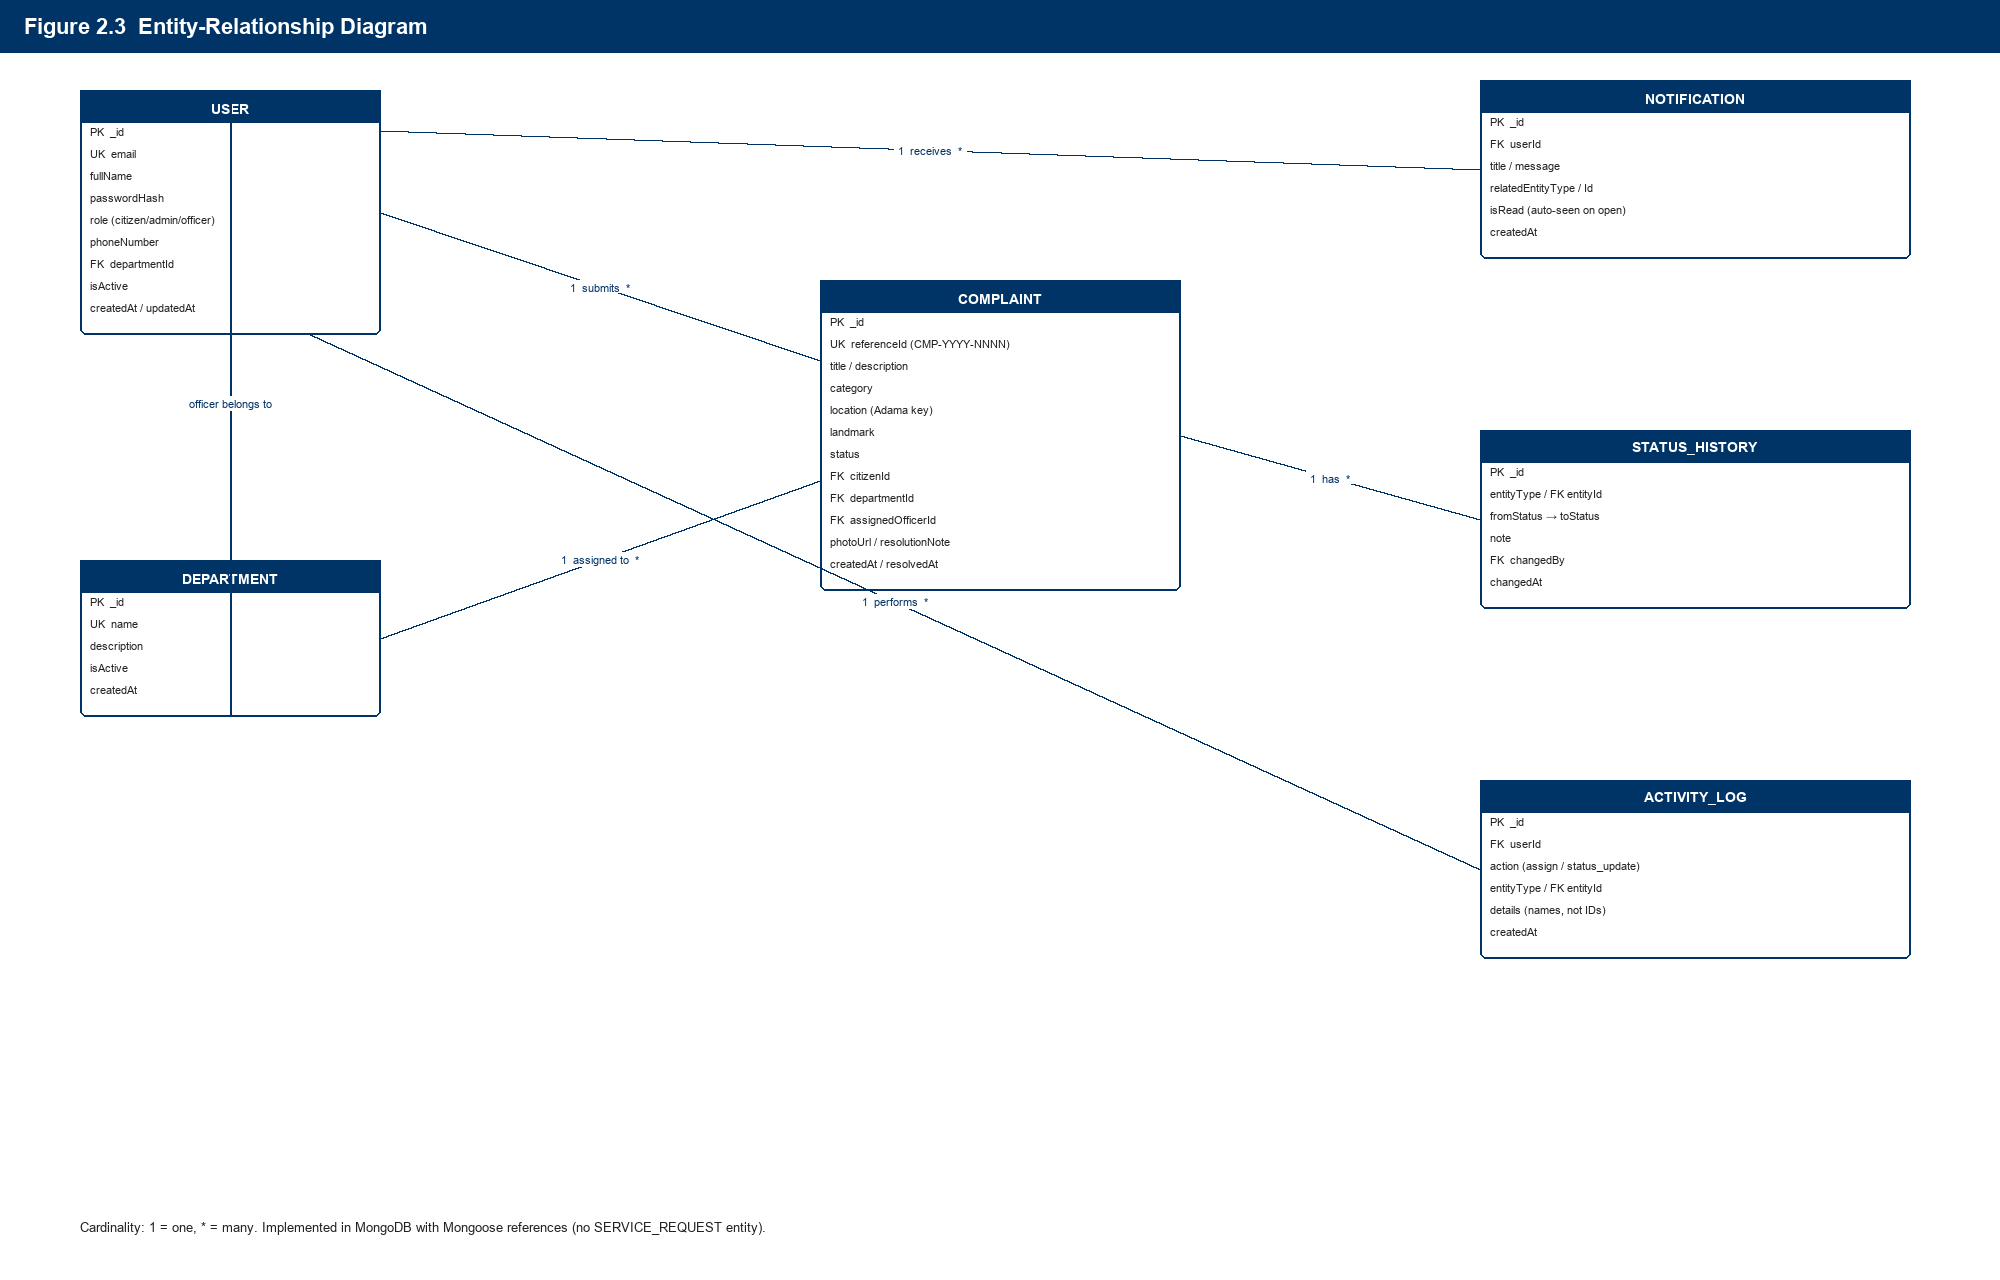 Figure 2.3  Entity-Relationship Diagram
USER
PK  _id
UK  email
fullName
passwordHash
role (citizen/admin/officer)
phoneNumber
FK  departmentId
isActive
createdAt / updatedAt
1  receives  *
NOTIFICATION
PK  _id
FK  userId
title / message
relatedEntityType / Id
isRead (auto-seen on open)
createdAt
1  submits  *
COMPLAINT
PK  _id
UK  referenceId (CMP-YYYY-NNNN)
title / description
category
location (Adama key)
landmark
status
FK  citizenId
FK  departmentId
FK  assignedOfficerId
photoUrl / resolutionNote
createdAt / resolvedAt
officer belongs to
1  has  *
STATUS_HISTORY
PK  _id
entityType / FK entityId
fromStatus → toStatus
note
FK  changedBy
changedAt
DEPARTMENT
PK  _id
UK  name
description
isActive
createdAt
1  assigned to  *
1  performs  *
ACTIVITY_LOG
PK  _id
FK  userId
action (assign / status_update)
entityType / FK entityId
details (names, not IDs)
createdAt
Cardinality: 1 = one, * = many. Implemented in MongoDB with Mongoose references (no SERVICE_REQUEST entity).